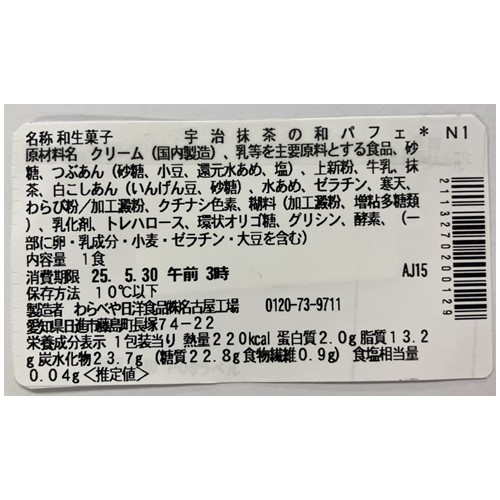 名称 和生菓子　宇治抹茶の和パフェ＊ N1
原材料名 クリーム（国内製造）、乳等を主要原料とする食品、砂
糖、つぶあん（砂糖、小豆、還元水あめ、塩）、上新粉、牛乳、抹
茶、白こしあん（いんげん豆、砂糖）、水あめ、ゼラチン、寒天、
わらび粉／加工澱粉、クチナシ色素、糊料（加工澱粉、増粘多糖類
）、乳化剤、トレハロース、環状オリゴ糖、グリシン、酵素、（一
部に卵・乳成分・小麦・ゼラチン・大豆を含む）
内容量 1食
消費期限 25. 5.30 午前 3時 AJ15
保存方法 10℃以下
製造者 わらべや日洋食品㈱名古屋工場 0120-73-9711
愛知県日進市藤島町長塚74-22
栄養成分表示 1包装当り 熱量220kcal 蛋白質2.0g 脂質13.2
g 炭水化物23.7g （糖質22.8g 食物繊維0.9g） 食塩相当量
0.04g＜推定値＞
2113270200129